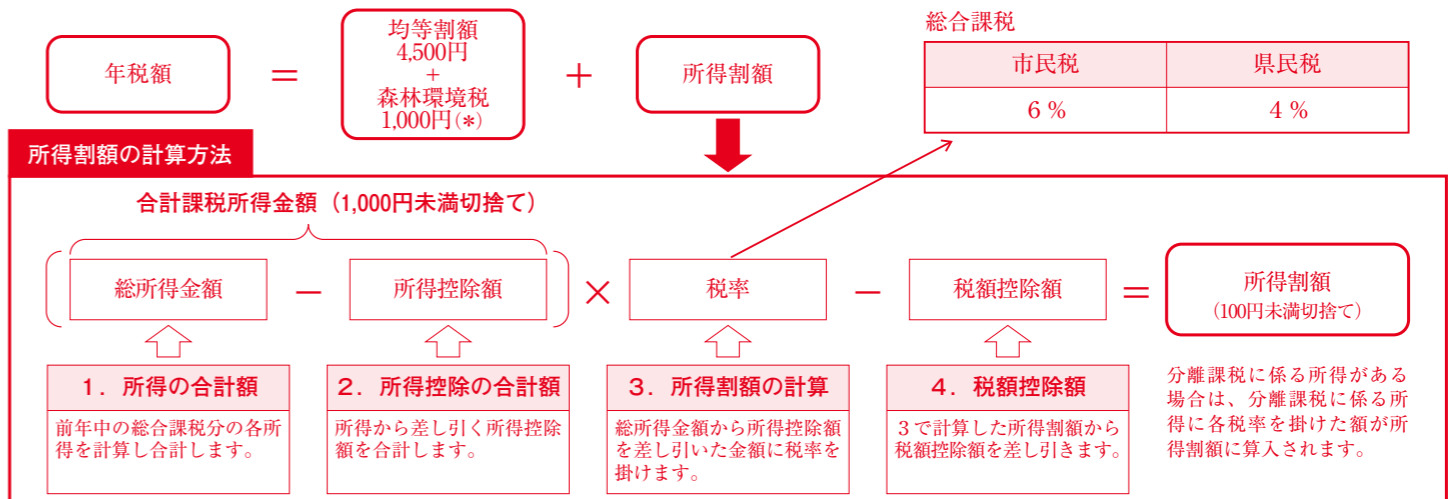 年税額
=
均等割額
4,500円
+
森林環境税
1,000円(*)
+
所得割額
総合課税
市民税
県民税
6%
4%
所得割額の計算方法
合計課税所得金額(1,000円未満切捨て)
総所得金額
−
所得控除額
×
税率
−
税額控除額
=
所得割額
(100円未満切捨て)
1.所得の合計額
前年中の総合課税分の各所
得を計算し合計します。
2.所得控除の合計額
所得から差し引く所得控除
額を合計します。
3.所得割額の計算
総所得金額から所得控除額
を差し引いた金額に税率を
掛けます。
4.税額控除額
3で計算した所得割額から
税額控除額を差し引きます。
分離課税に係る所得がある
場合は、分離課税に係る所
得に各税率を掛けた額が所
得割額に算入されます。